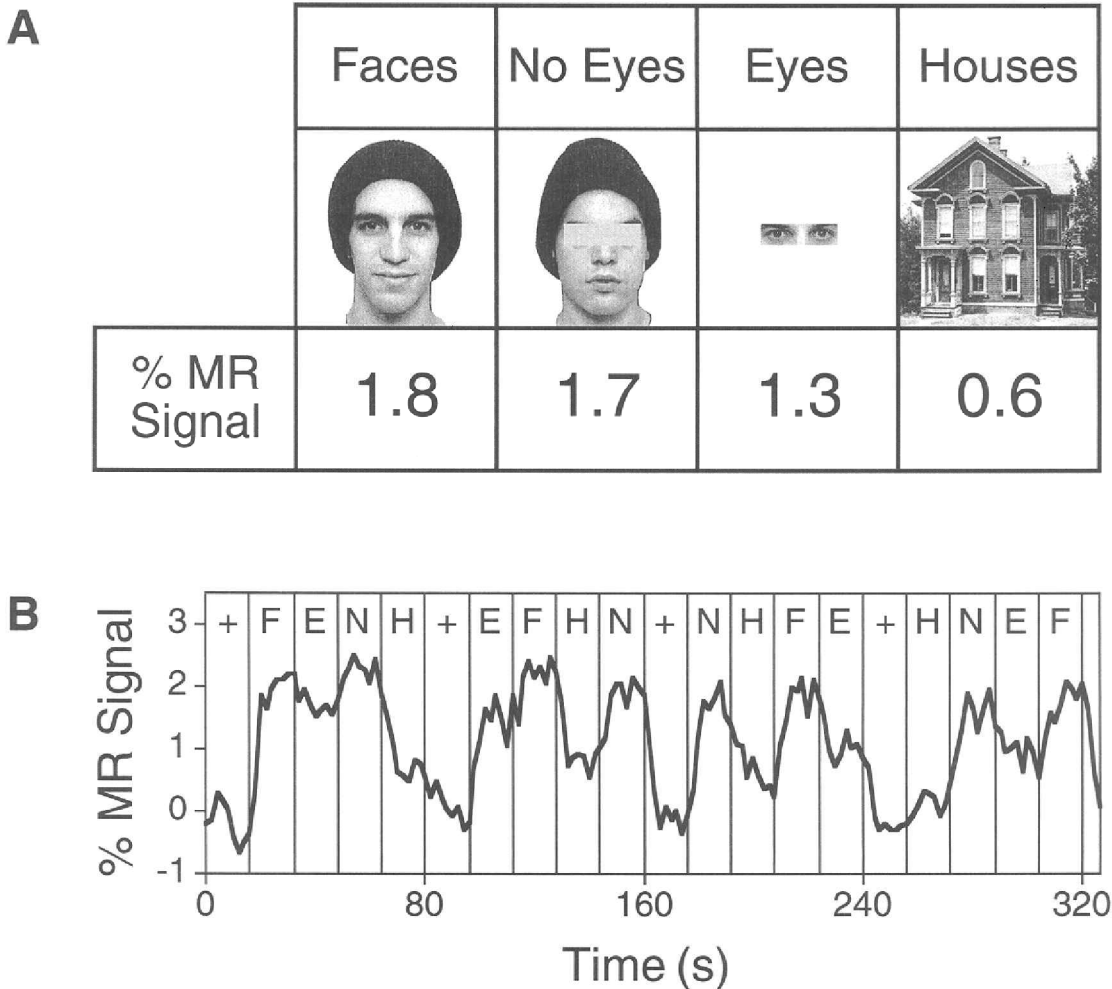 A
Faces No Eyes Eyes Houses
% MR
Signal
1.8 1.7 1.3 0.6
B
% MR Signal
3
2
1
0
-1
+ F E N H + E F H N + N H F E + H N E F
0 80 160 240 320
Time (s)